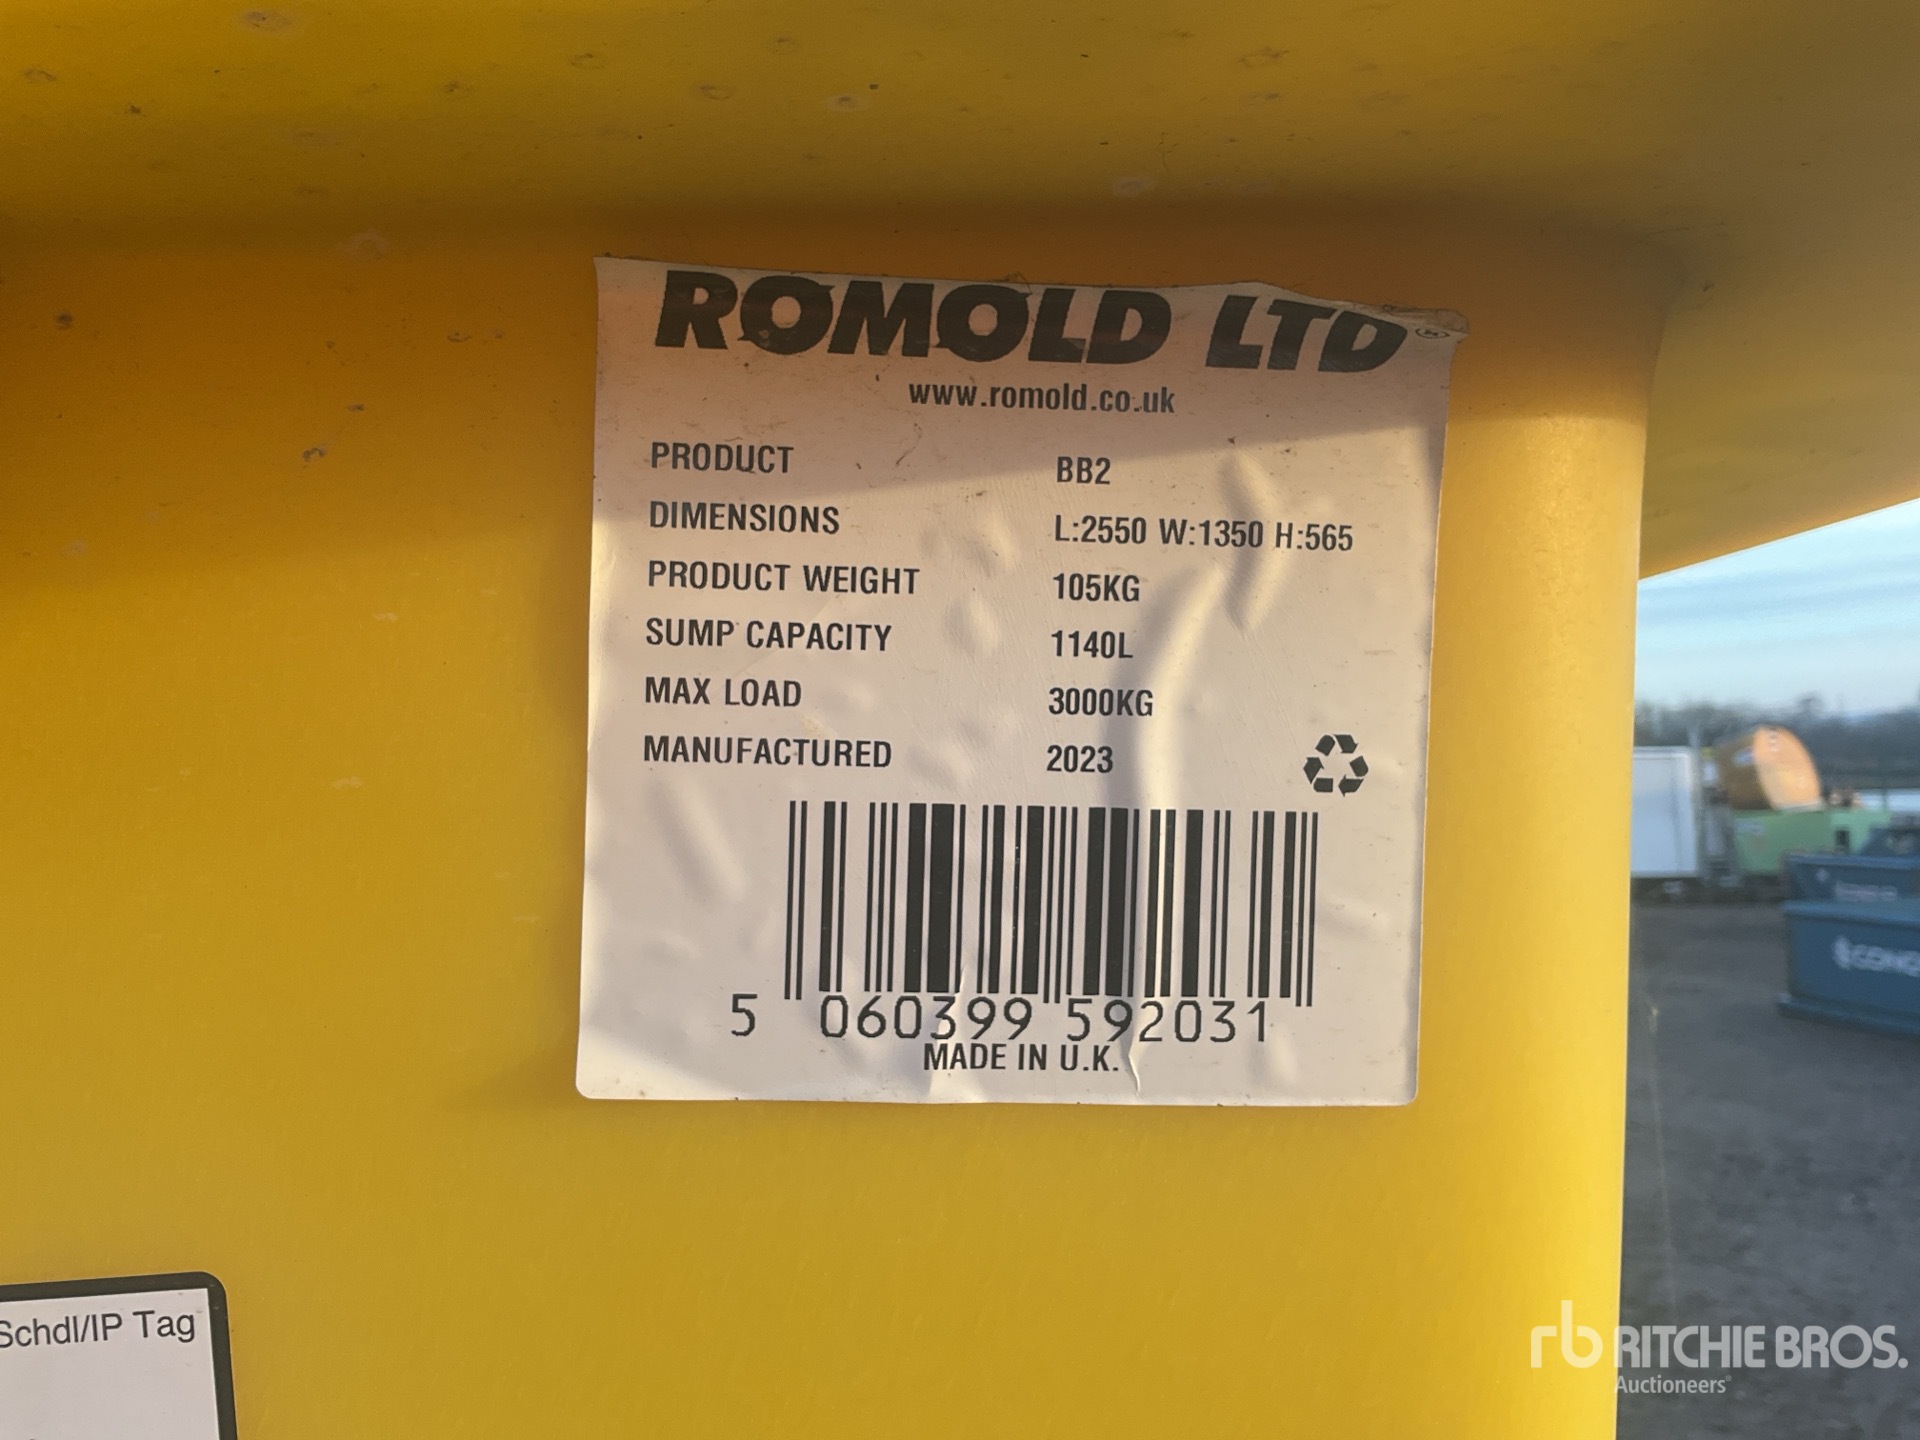 ROMOLD LTD
www.romold.co.uk
PRODUCT BB2
DIMENSIONS L:2550 W:1350 H:565
PRODUCT WEIGHT 105KG
SUMP CAPACITY 1140L
MAX LOAD 3000KG
MANUFACTURED 2023
5 060399 592031
MADE IN U.K.
Schdl/IP Tag
rb RITCHIE BROS.
Auctioneers